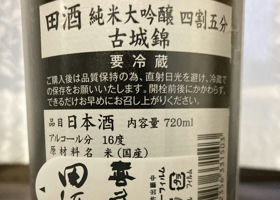 田酒 純米大吟醸 四割五分
古城錦
要冷蔵
ご購入後は品質保持の為、直射日光を避け、冷蔵で
の保存をお願いいたします。開栓前後にかかわらず、
できるだけお早めにお召し上がりください。
品目 日本酒 内容量 720ml
アルコール分 16度
原材料名 米(国産)
田酒